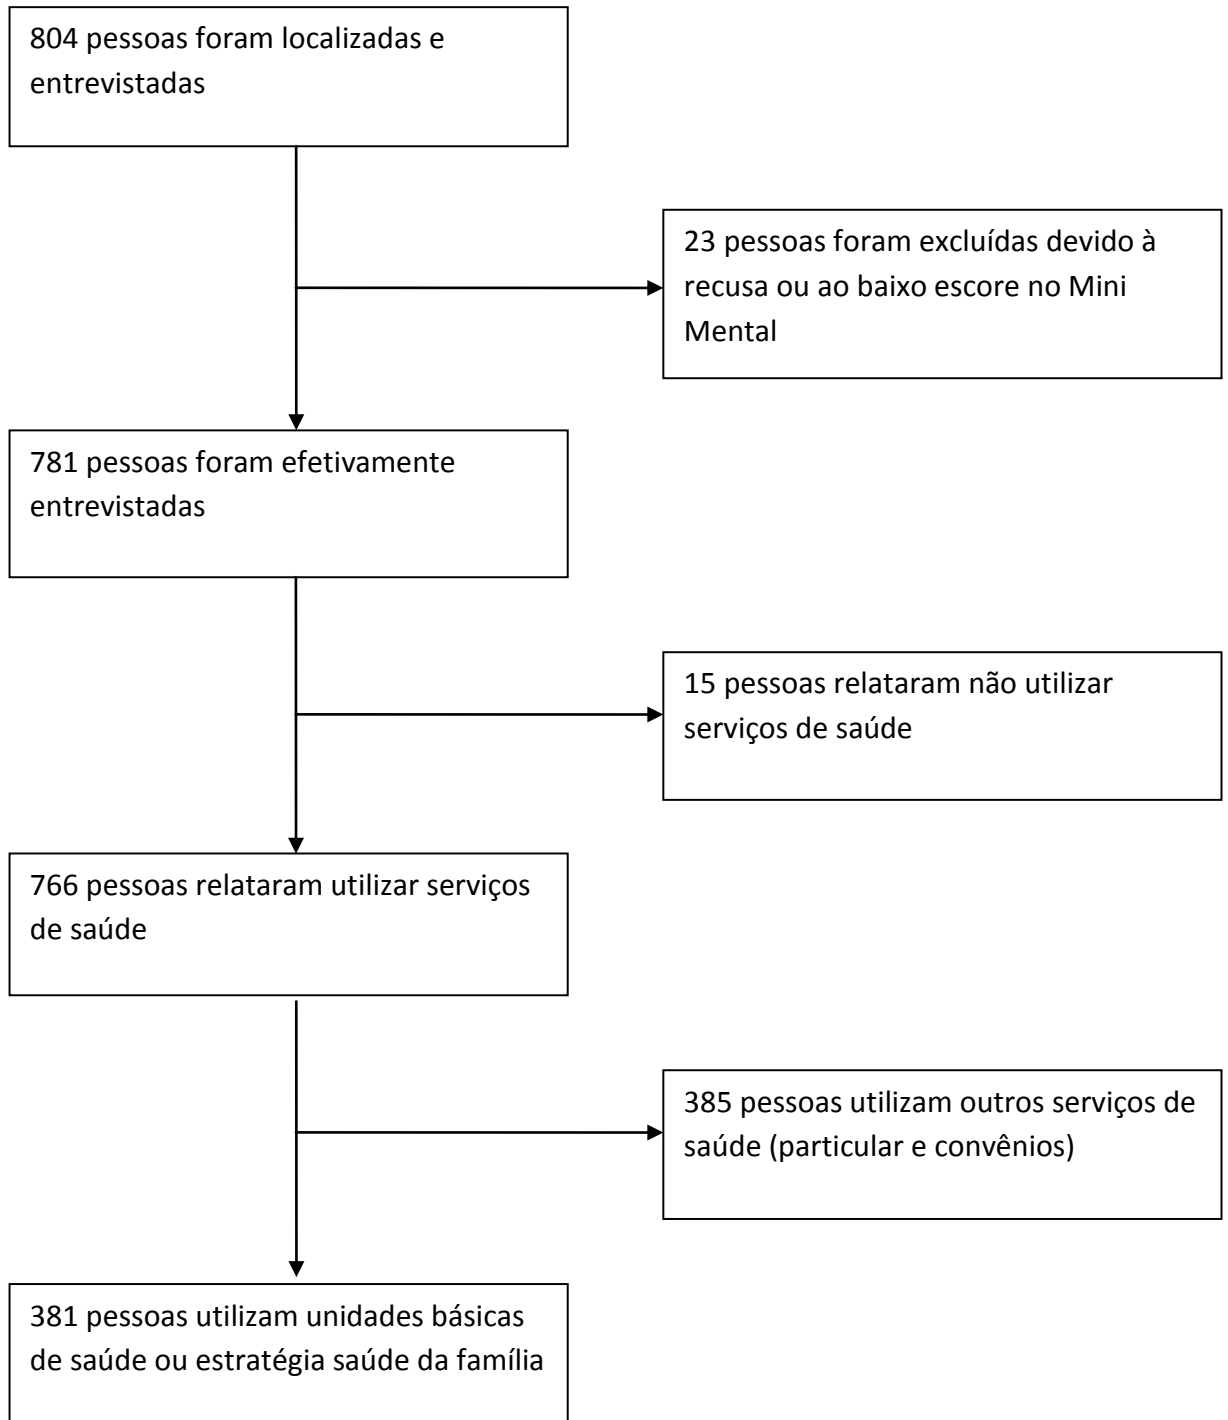 804 pessoas foram localizadas e
entrevistadas
23 pessoas foram excluídas devido à
recusa ou ao baixo escore no Mini
Mental
781 pessoas foram efetivamente
entrevistadas
15 pessoas relataram não utilizar
serviços de saúde
766 pessoas relataram utilizar serviços
de saúde
385 pessoas utilizam outros serviços de
saúde (particular e convênios)
381 pessoas utilizam unidades básicas
de saúde ou estratégia saúde da família